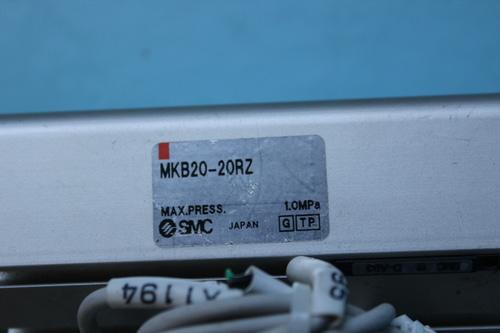 MKB20-20RZ
MAX.PRESS. 1.0MPa
SMC JAPAN G TP
A1194